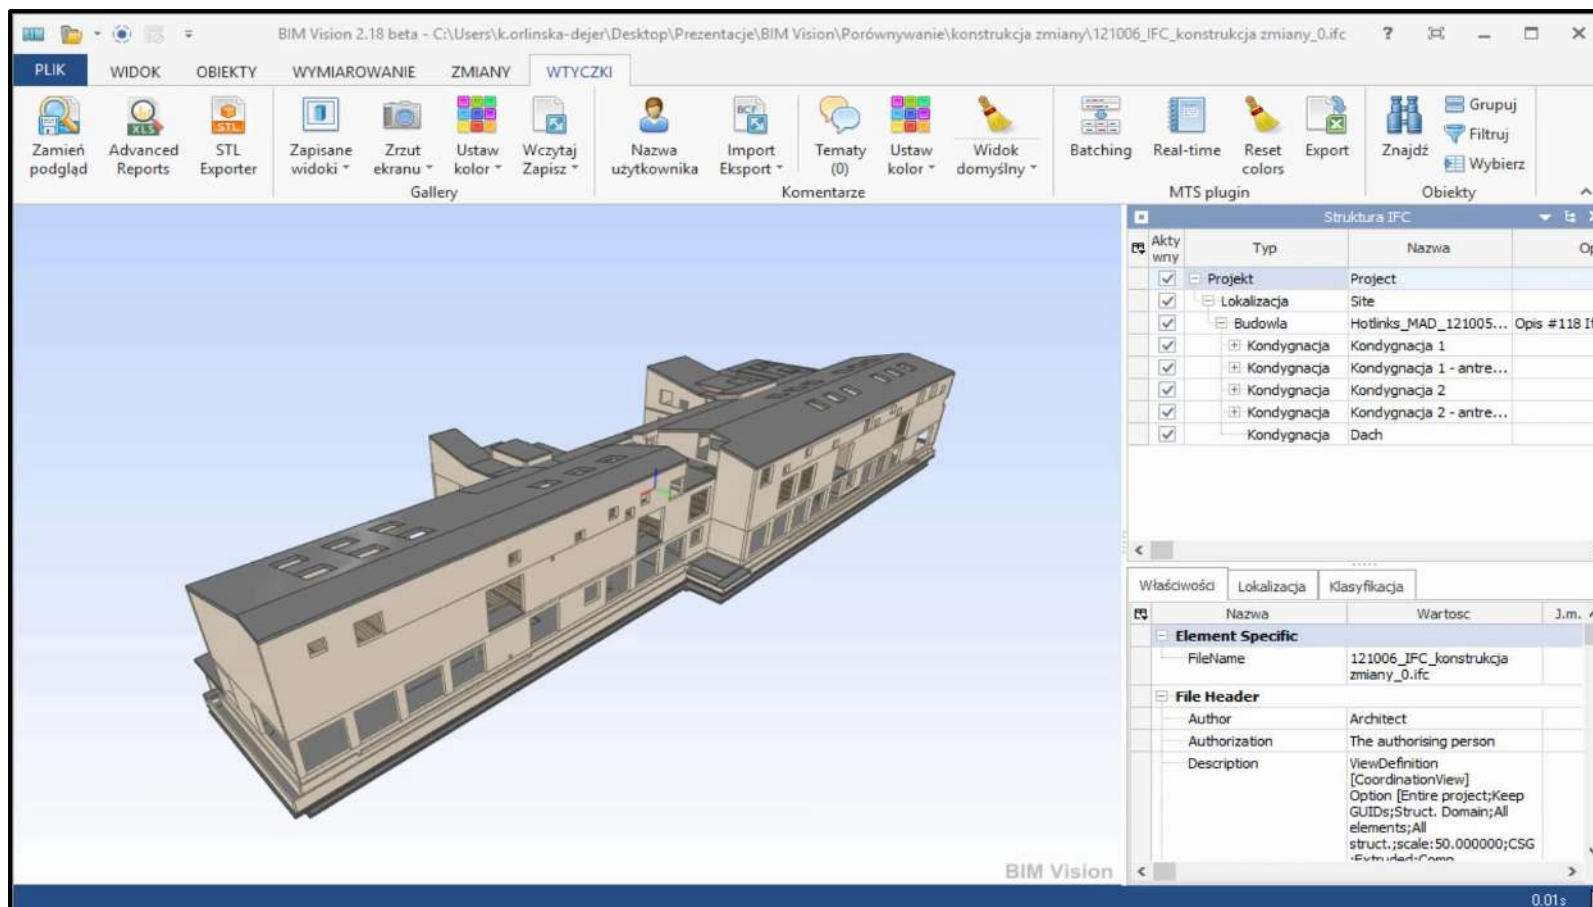 BIM Vision 2.18 beta - C:\Users\k.orlinska-dejer\Desktop\Prezentacje\BIM Vision\Porównywanie\konstrukcja zmiany\121006_IFC_konstrukcja zmiany_0.ifc
PLIK WIDOK OBIEKTY WYMIAROWANIE ZMIANY WTYCZKI
Zamień podgląd
Advanced Reports
STL Exporter
Zapisane widoki
Zrzut ekranu
Ustaw kolor
Wczytaj Zapisz
Nazwa użytkownika
Import Eksport
Tematy (0)
Ustaw kolor
Widok domyślny
Batching
Real-time
Reset colors
Export
Znajdź
Grupuj
Filtruj
Wybierz
Gallery Komentarze MTS plugin Obiekty
Struktura IFC
Aktywny Typ Nazwa Op
Projekt Project
Lokalizacja Site
Budowla Hotlinks_MAD_121005... Opis #118 If
Kondygnacja Kondygnacja 1
Kondygnacja Kondygnacja 1 - antre...
Kondygnacja Kondygnacja 2
Kondygnacja Kondygnacja 2 - antre...
Kondygnacja Dach
Właściwości Lokalizacja Klasyfikacja
Nazwa Wartosc J.m.
Element Specific
FileName 121006_IFC_konstrukcja
zmiany_0.ifc
File Header
Author Architect
Authorization The authorising person
Description ViewDefinition
[CoordinationView]
Option [Entire project;Keep
GUIDs;Struct. Domain;All
elements;All
struct.;scale:50.000000;CSG
BIM Vision
0.01s